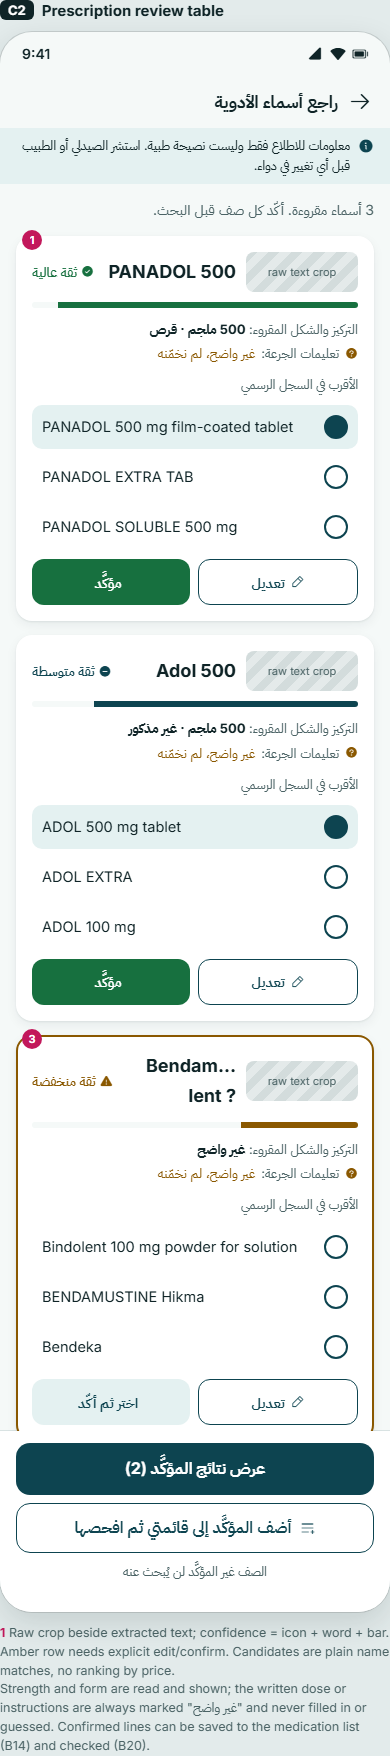 C2 Prescription review table
9:41
راجع أسماء الأدوية
معلومات للاطلاع فقط وليست نصيحة طبية. استشر الصيدلي أو الطبيب
قبل أي تغيير في دواء.
3 أسماء مقروءة. أكّد كل صف قبل البحث.
1
raw text crop
PANADOL 500
ثقة عالية
التركيز والشكل المقروء: 500 ملجم · قرص
تعليمات الجرعة: غير واضح، لم نخمّنه
الأقرب في السجل الرسمي
PANADOL 500 mg film-coated tablet
PANADOL EXTRA TAB
PANADOL SOLUBLE 500 mg
تعديل
مؤكَّد
raw text crop
Adol 500
ثقة متوسطة
التركيز والشكل المقروء: 500 ملجم · غير مذكور
تعليمات الجرعة: غير واضح، لم نخمّنه
الأقرب في السجل الرسمي
ADOL 500 mg tablet
ADOL EXTRA
ADOL 100 mg
تعديل
مؤكَّد
3
raw text crop
Bendam...
lent ?
ثقة منخفضة
التركيز والشكل المقروء: غير واضح
تعليمات الجرعة: غير واضح، لم نخمّنه
الأقرب في السجل الرسمي
Bindolent 100 mg powder for solution
BENDAMUSTINE Hikma
Bendeka
تعديل
اختر ثم أكّد
عرض نتائج المؤكَّد (2)
أضف المؤكَّد إلى قائمتي ثم افحصها
الصف غير المؤكَّد لن يُبحث عنه
1 Raw crop beside extracted text; confidence = icon + word + bar.
Amber row needs explicit edit/confirm. Candidates are plain name
matches, no ranking by price.
Strength and form are read and shown; the written dose or
instructions are always marked "غير واضح" and never filled in or
guessed. Confirmed lines can be saved to the medication list
(B14) and checked (B20).